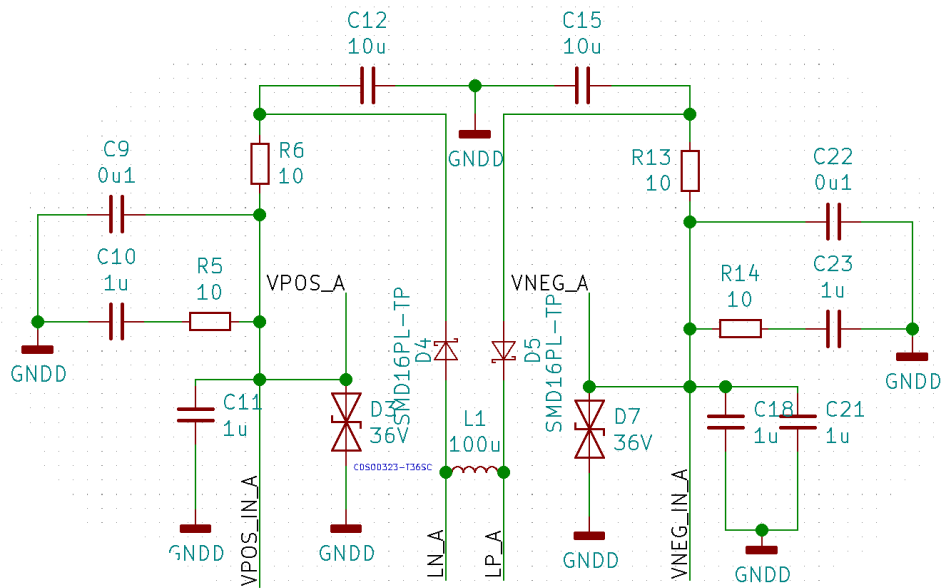 C12
10u
C15
10u
GNDD
C9
0u1
R6
10
R13
10
C22
0u1
C10
1u
R5
10
VPOS_A
VNEG_A
R14
10
C23
1u
GNDD
SMD16PL-TP
D4
D5
SMD16PL-TP
GNDD
C11
1u
D3
36V
CDSOD323-T36SC
L1
100u
D7
36V
C18
1u
C21
1u
VPOS_IN_A
LN_A
LP_A
VNEG_IN_A
GNDD
GNDD
GNDD
GNDD